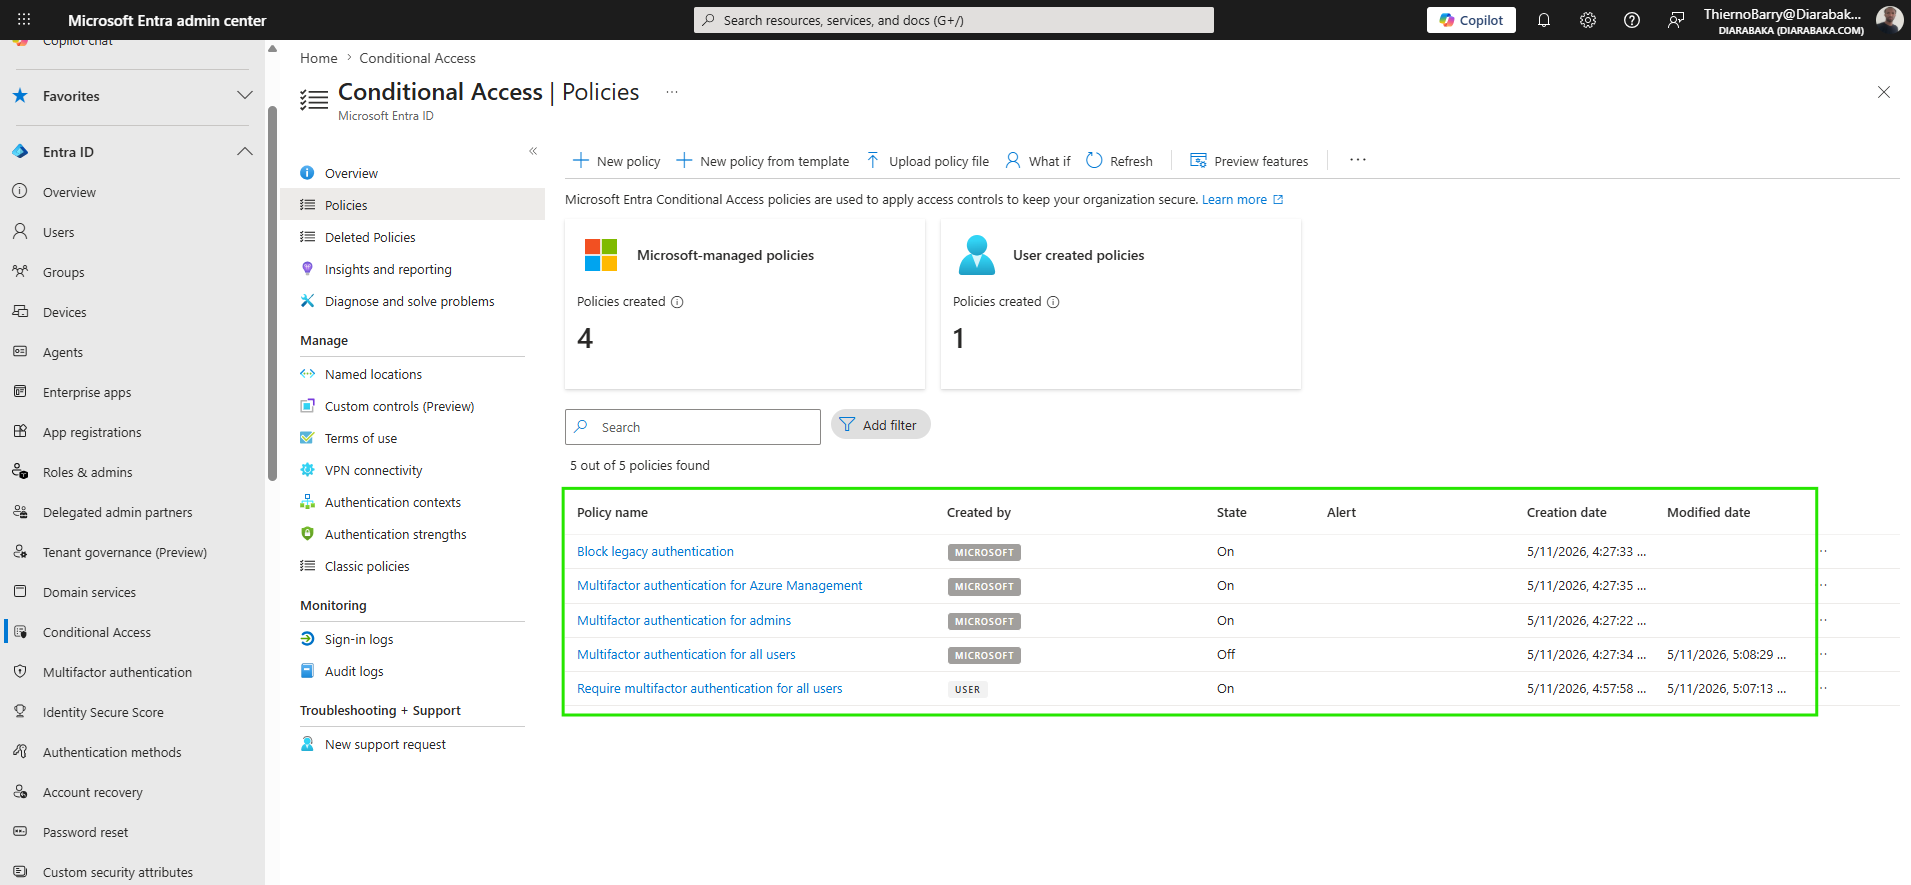 Microsoft Entra admin center
Search resources, services, and docs (G+/)
Copilot
ThiernoBarry@Diarabak...
DIARABAKA (DIARABAKA.COM)
Copilot chat
Favorites
Entra ID
Overview
Users
Groups
Devices
Agents
Enterprise apps
App registrations
Roles & admins
Delegated admin partners
Tenant governance (Preview)
Domain services
Conditional Access
Multifactor authentication
Identity Secure Score
Authentication methods
Account recovery
Password reset
Custom security attributes
Home > Conditional Access
Conditional Access | Policies ...
Microsoft Entra ID
Overview
Policies
Deleted Policies
Insights and reporting
Diagnose and solve problems
Manage
Named locations
Custom controls (Preview)
Terms of use
VPN connectivity
Authentication contexts
Authentication strengths
Classic policies
Monitoring
Sign-in logs
Audit logs
Troubleshooting + Support
New support request
New policy New policy from template Upload policy file What if Refresh Preview features ...
Microsoft Entra Conditional Access policies are used to apply access controls to keep your organization secure. Learn more
Microsoft-managed policies
Policies created
4
User created policies
Policies created
1
Search
Add filter
5 out of 5 policies found
Policy name Created by State Alert Creation date Modified date
Block legacy authentication MICROSOFT On 5/11/2026, 4:27:33 ...
Multifactor authentication for Azure Management MICROSOFT On 5/11/2026, 4:27:35 ...
Multifactor authentication for admins MICROSOFT On 5/11/2026, 4:27:22 ...
Multifactor authentication for all users MICROSOFT Off 5/11/2026, 4:27:34 ... 5/11/2026, 5:08:29 ...
Require multifactor authentication for all users USER On 5/11/2026, 4:57:58 ... 5/11/2026, 5:07:13 ...